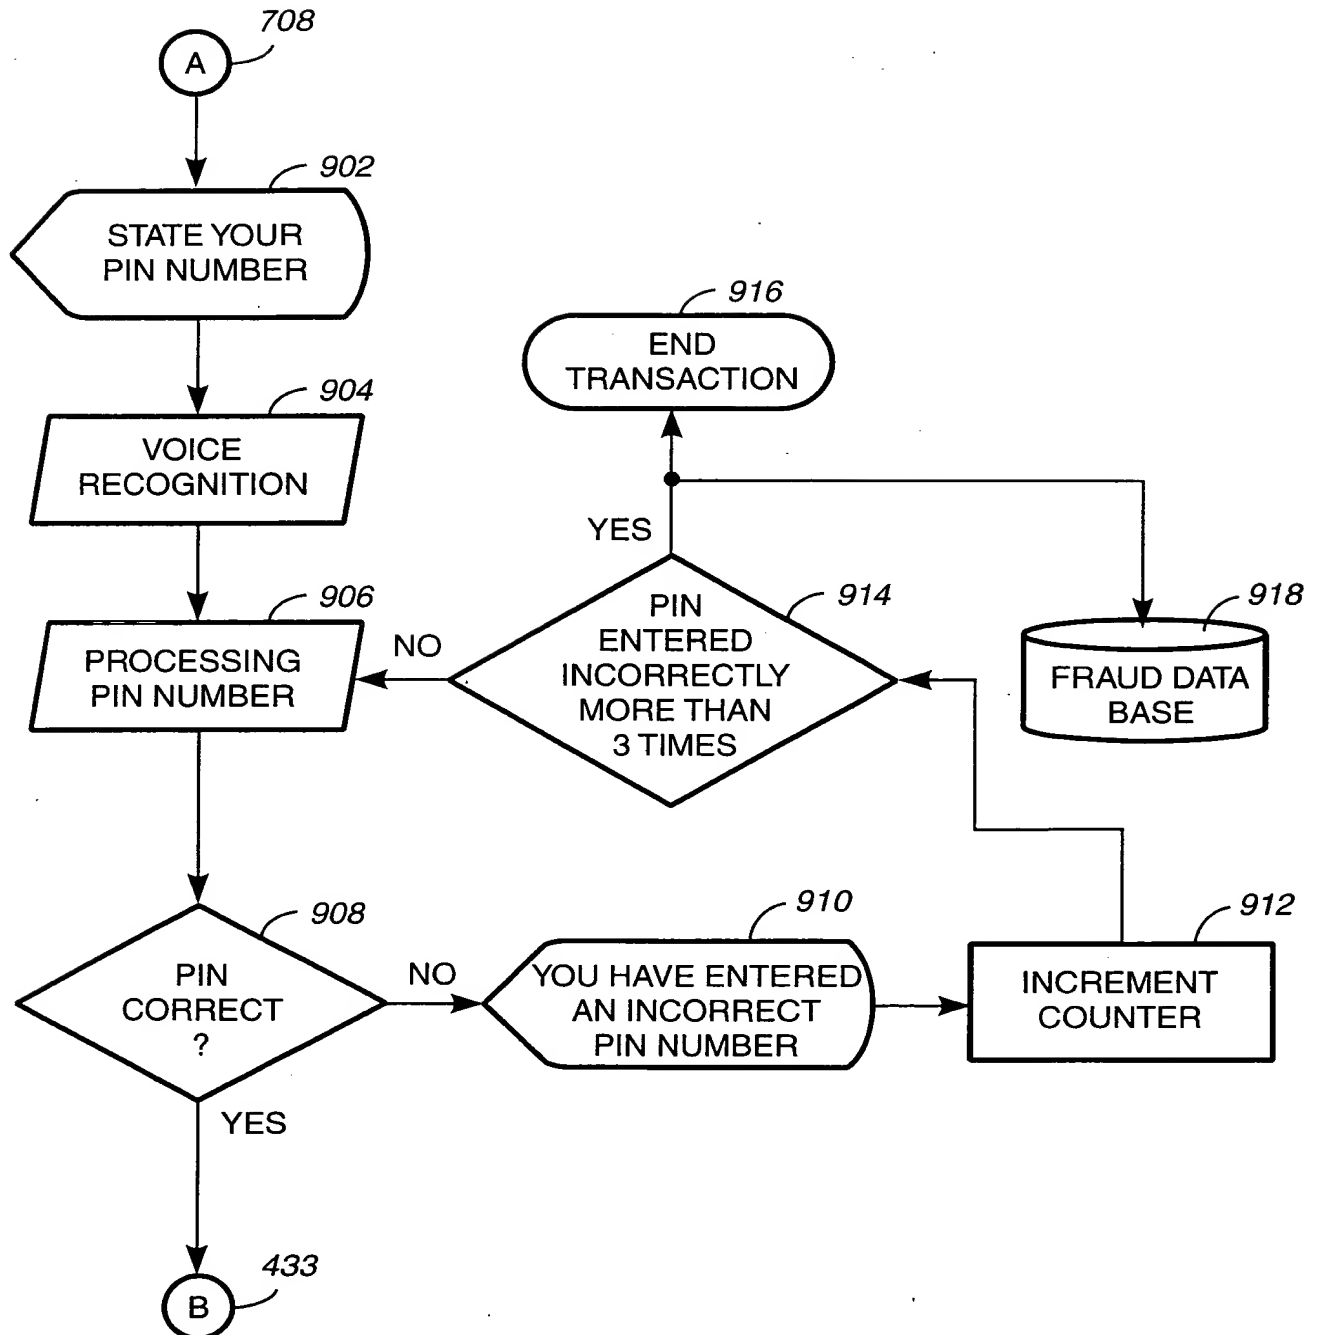 708
A
902
STATE YOUR
PIN NUMBER
904
VOICE
RECOGNITION
906
PROCESSING
PIN NUMBER
908
PIN
CORRECT
?
NO
YES
910
YOU HAVE ENTERED
AN INCORRECT
PIN NUMBER
912
INCREMENT
COUNTER
914
PIN
ENTERED
INCORRECTLY
MORE THAN
3 TIMES
NO
YES
916
END
TRANSACTION
918
FRAUD DATA
BASE
433
B